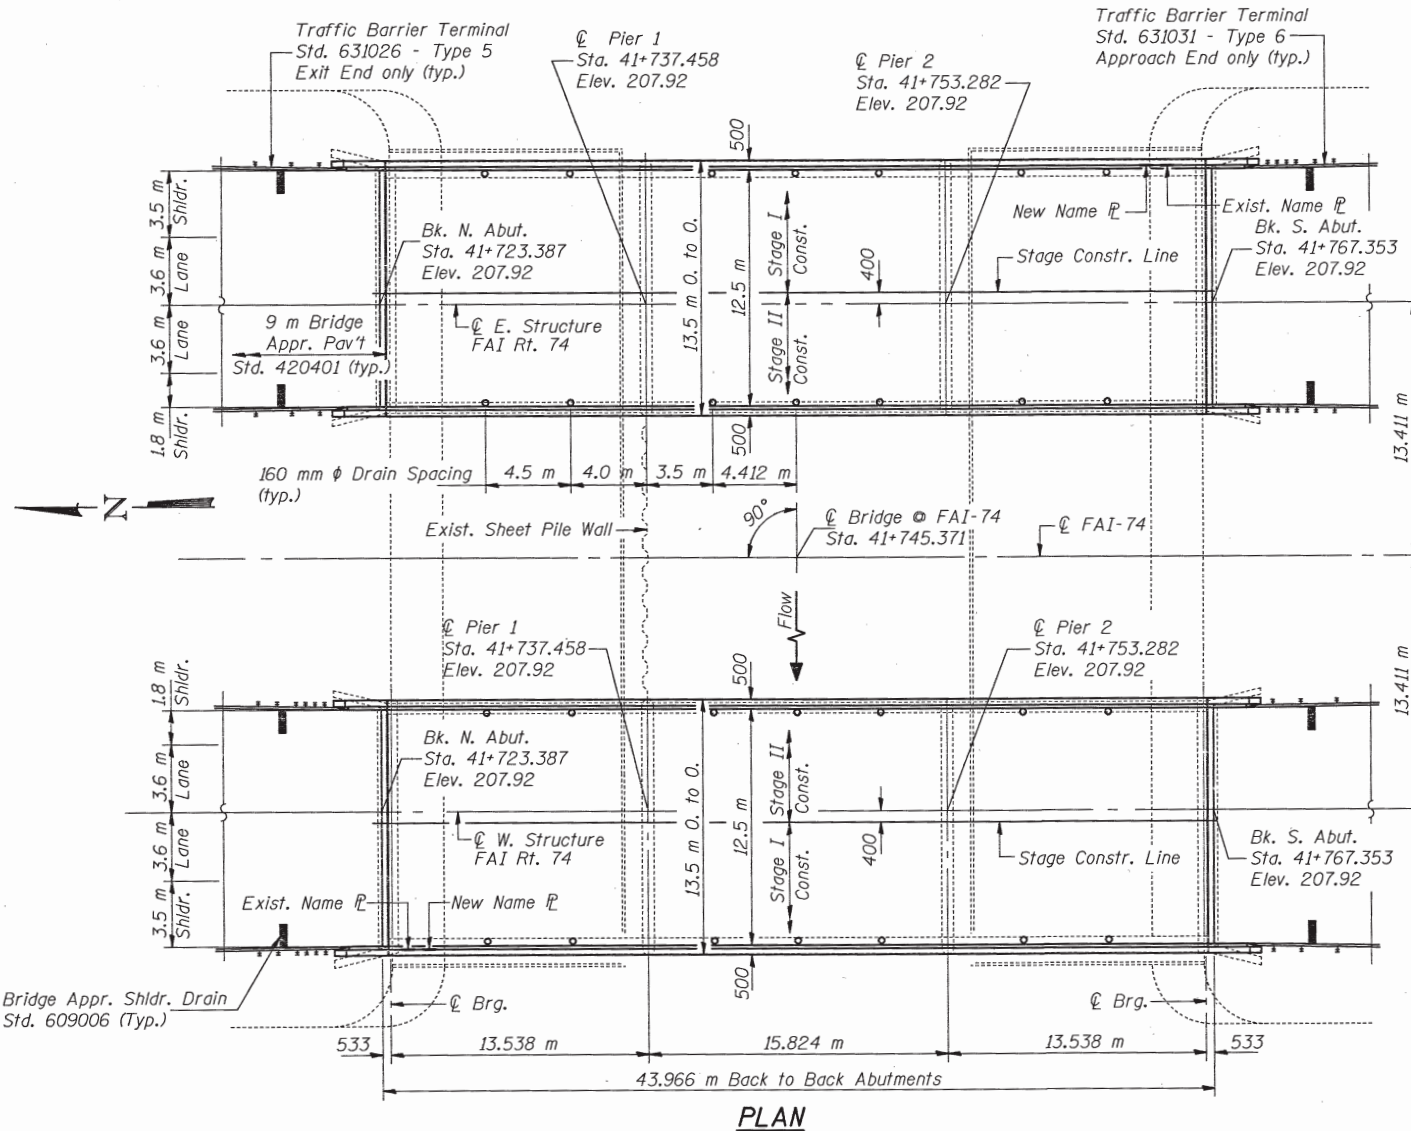 Traffic Barrier Terminal
Std. 631026 - Type 5
Exit End only (typ.)
℄ Pier 1
Sta. 41+737.458
Elev. 207.92
℄ Pier 2
Sta. 41+753.282
Elev. 207.92
Traffic Barrier Terminal
Std. 631031 - Type 6
Approach End only (typ.)
500
3.5 m
Shldr.
3.6 m
Lane
3.6 m
Lane
1.8 m
Shldr.
Bk. N. Abut.
Sta. 41+723.387
Elev. 207.92
13.5 m O. to O.
12.5 m
Stage I
Const.
Stage II
Const.
400
New Name ⅊
Exist. Name ⅊
Stage Constr. Line
Bk. S. Abut.
Sta. 41+767.353
Elev. 207.92
℄ E. Structure
FAI Rt. 74
9 m Bridge
Appr. Pav't
Std. 420401 (typ.)
500
13.411 m
160 mm ϕ Drain Spacing
(typ.)
4.5 m
4.0 m
3.5 m
4.412 m
N
Exist. Sheet Pile Wall
90°
℄ Bridge @ FAI-74
Sta. 41+745.371
℄ FAI-74
Flow
℄ Pier 1
Sta. 41+737.458
Elev. 207.92
℄ Pier 2
Sta. 41+753.282
Elev. 207.92
500
13.411 m
1.8 m
Shldr.
3.6 m
Lane
3.6 m
Lane
3.5 m
Shldr.
Bk. N. Abut.
Sta. 41+723.387
Elev. 207.92
13.5 m O. to O.
12.5 m
Stage II
Const.
Stage I
Const.
400
℄ W. Structure
FAI Rt. 74
Stage Constr. Line
Bk. S. Abut.
Sta. 41+767.353
Elev. 207.92
Exist. Name ⅊
New Name ⅊
500
Bridge Appr. Shldr. Drain
Std. 609006 (Typ.)
℄ Brg.
℄ Brg.
533
13.538 m
15.824 m
13.538 m
533
43.966 m Back to Back Abutments
PLAN